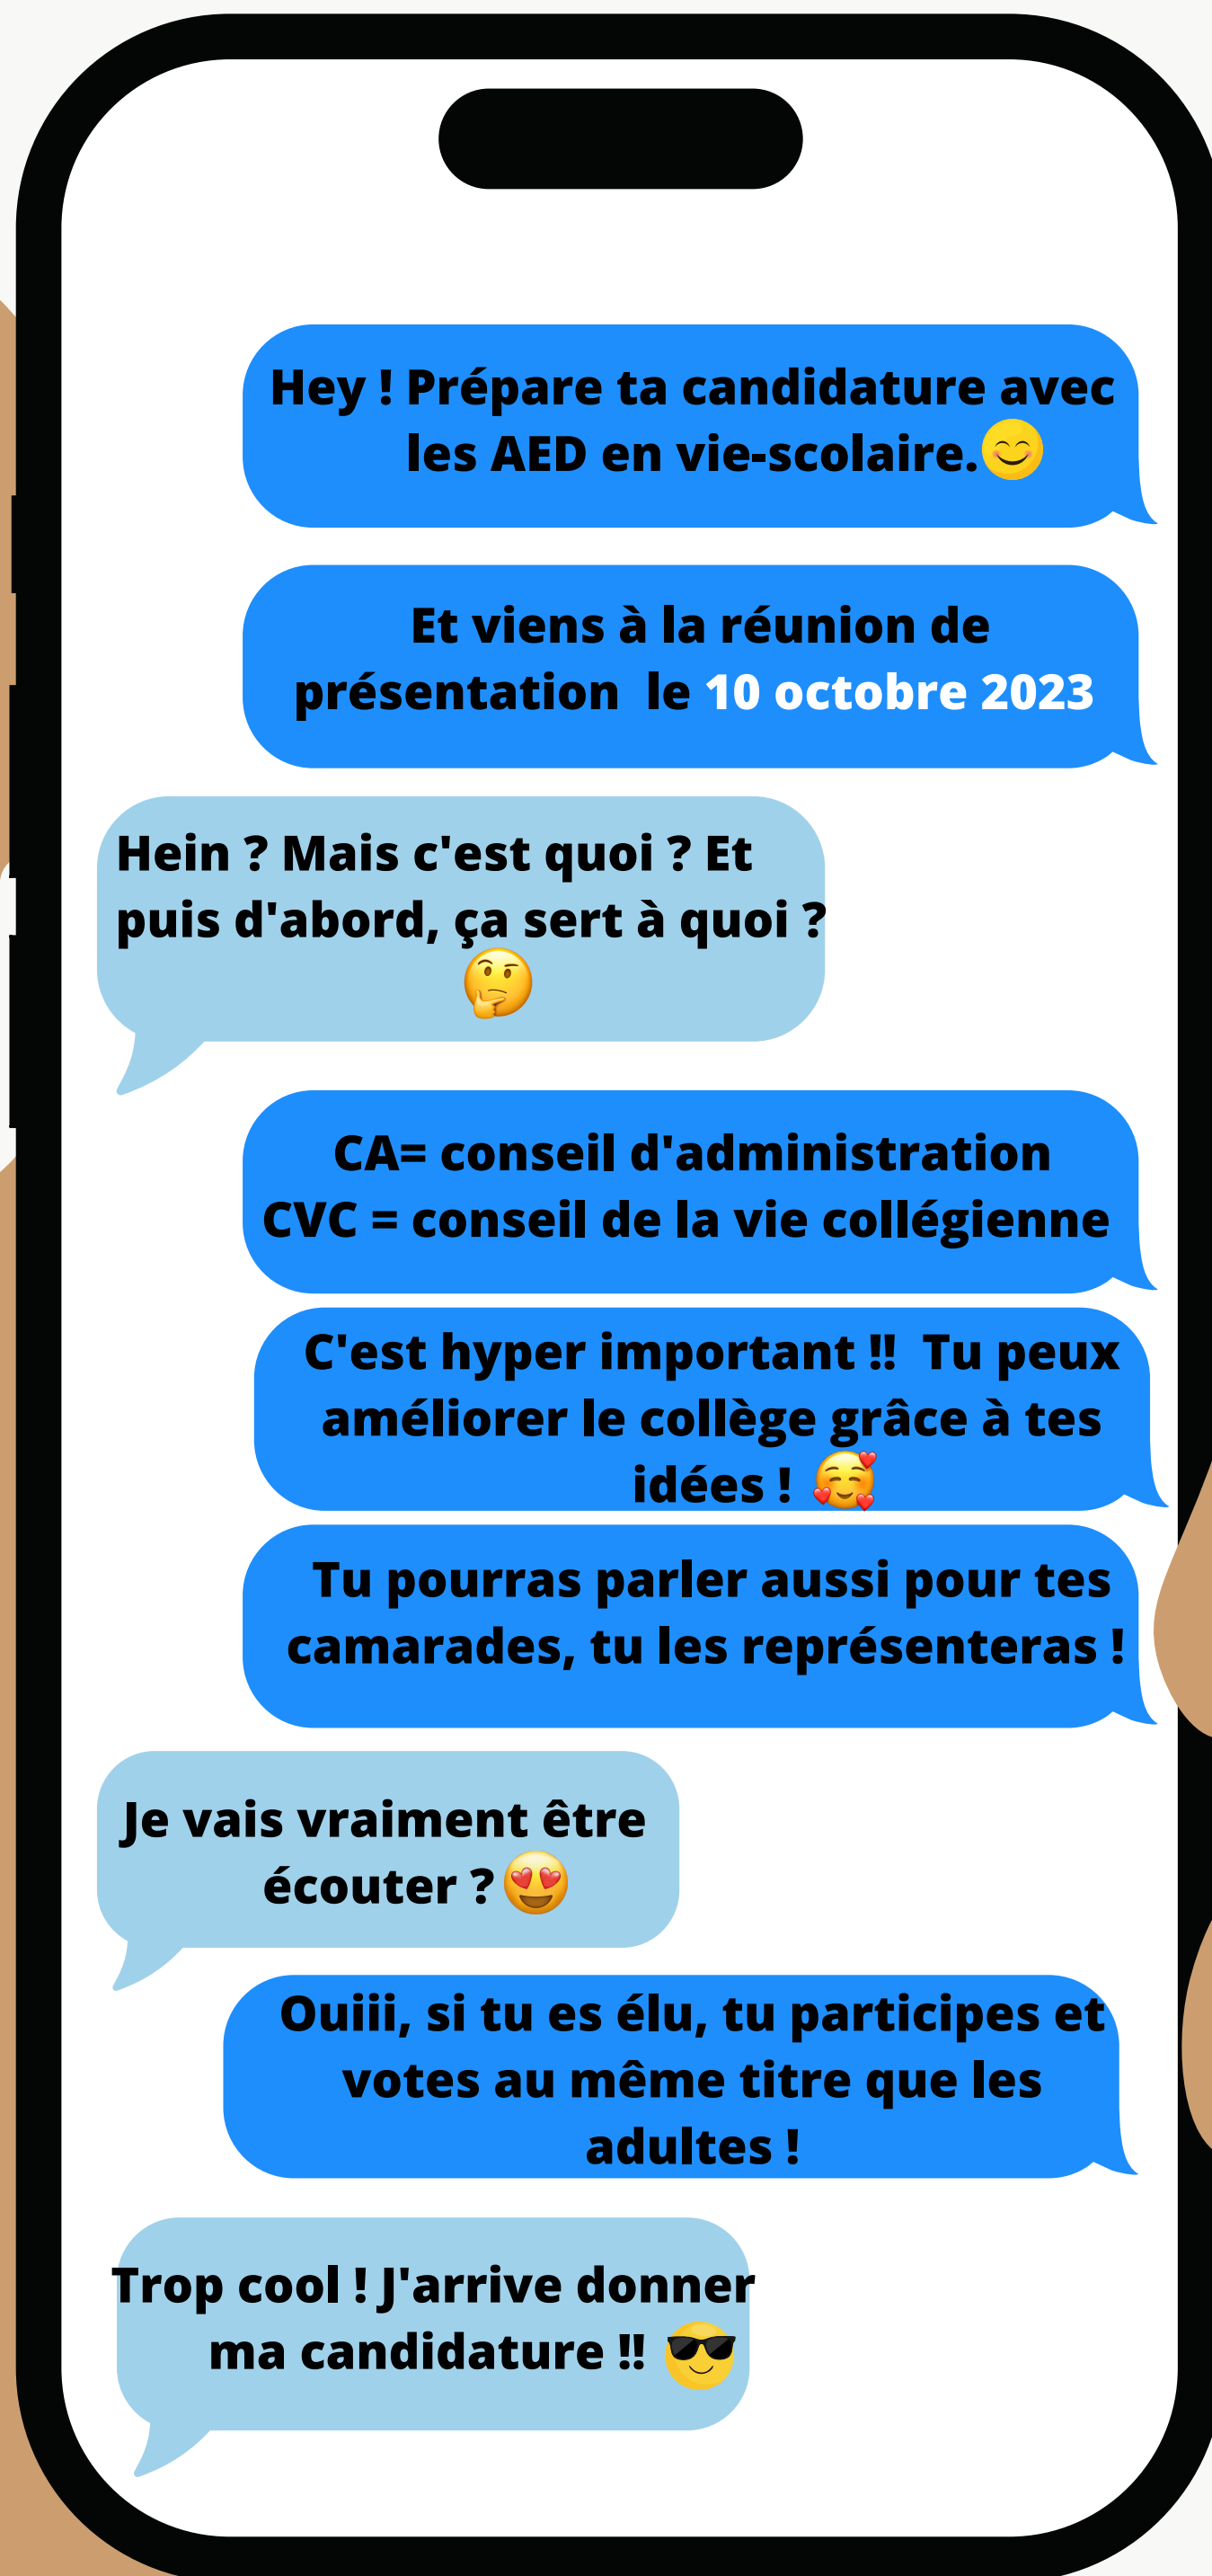 Hey ! Prépare ta candidature avec
les AED en vie-scolaire.😊
Et viens à la réunion de
présentation  le 10 octobre 2023
Hein ? Mais c'est quoi ? Et
puis d'abord, ça sert à quoi ?
🤔
CA= conseil d'administration
CVC = conseil de la vie collégienne
C'est hyper important !!  Tu peux
améliorer le collège grâce à tes
idées ! 🥰
Tu pourras parler aussi pour tes
camarades, tu les représenteras !
Je vais vraiment être
écouter ?😍
Ouiii, si tu es élu, tu participes et
votes au même titre que les
adultes !
Trop cool ! J'arrive donner
ma candidature !! 😎